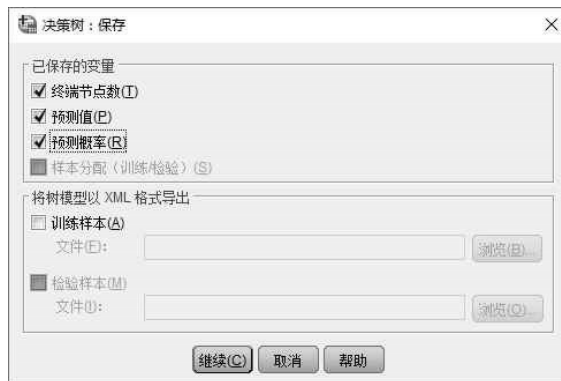 决策树：保存
已保存的变量
终端节点数(T)
预测值(P)
预测概率(R)
样本分配（训练/检验）(S)
将树模型以 XML 格式导出
训练样本(A)
文件(F):
浏览(B)...
检验样本(M)
文件(I):
浏览(O)...
继续(C) 取消 帮助